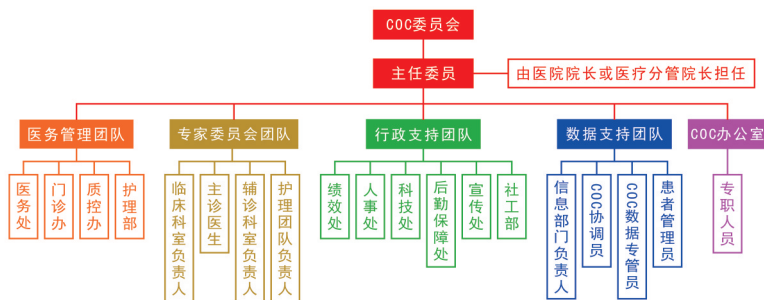 COC委员会
主任委员
由医院院长或医疗分管院长担任
医务管理团队
专家委员会团队
行政支持团队
数据支持团队
COC办公室
医务处
门诊办
质控办
护理部
临床科室负责人
主诊医生
辅诊科室负责人
护理团队负责人
绩效处
人事处
科技处
后勤保障处
宣传处
社工部
信息部门负责人
COC协调员
COC数据专管员
患者管理员
专职人员